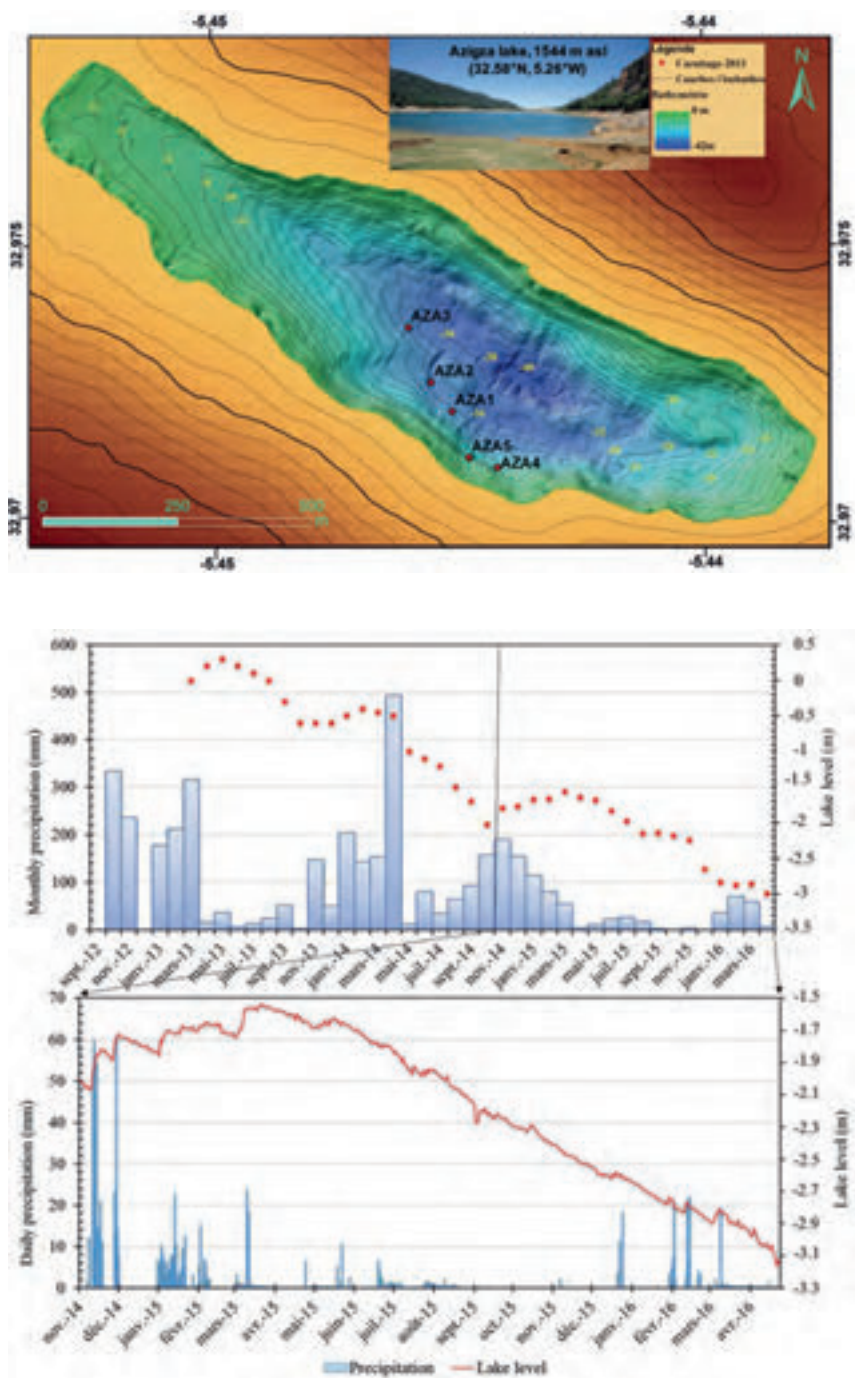 -5.45
-5.44
Azigza lake, 1544 m asl
(32.58°N, 5.26°W)
Légende
Carottage 2013
N
0 m
32.975
32.975
AZA3
AZA2
AZA1
AZA5
AZA4
0
250
500
m
32.97
32.97
-5.45
-5.44
600
500
400
300
200
100
0
Monthly precipitation (mm)
0.5
0
-0.5
-1
-1.5
-2
-2.5
-3
-3.5
Lake level (m)
sept.-12
nov.-12
janv.-13
mars-13
mai-13
juil.-13
sept.-13
nov.-13
janv.-14
mars-14
mai-14
juil.-14
sept.-14
nov.-14
janv.-15
mars-15
mai-15
juil.-15
sept.-15
nov.-15
janv.-16
mars-16
70
60
50
40
30
20
10
0
Daily precipitation (mm)
-1.5
-1.7
-1.9
-2.1
-2.3
-2.5
-2.7
-2.9
-3.1
-3.3
Lake level (m)
nov.-14
déc.-14
janv.-15
févr.-15
mars-15
avr.-15
mai-15
juin-15
juil.-15
août-15
sept.-15
oct.-15
nov.-15
déc.-15
janv.-16
févr.-16
mars-16
avr.-16
Precipitation
Lake level